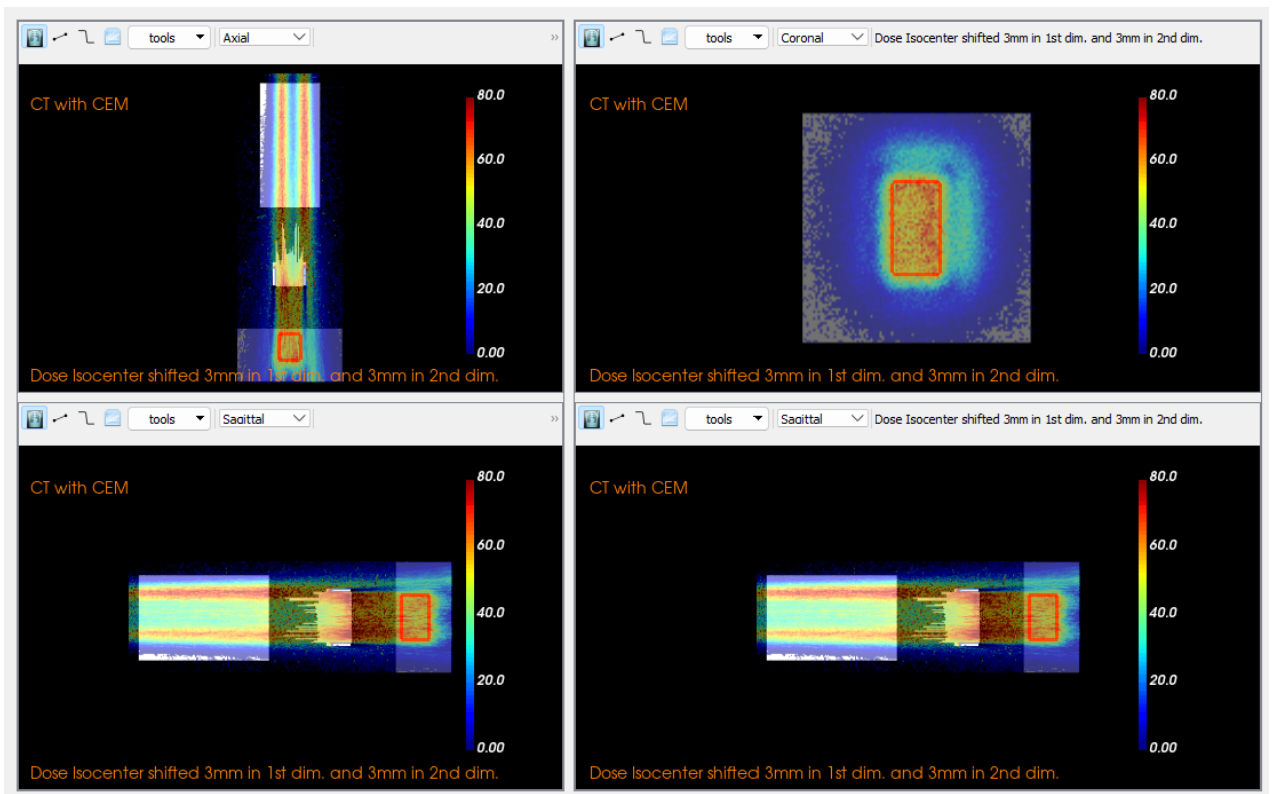 tools Axial »
CT with CEM
80.0
60.0
40.0
20.0
0.00
Dose Isocenter shifted 3mm in 1st dim. and 3mm in 2nd dim.
tools Coronal Dose Isocenter shifted 3mm in 1st dim. and 3mm in 2nd dim.
CT with CEM
80.0
60.0
40.0
20.0
0.00
Dose Isocenter shifted 3mm in 1st dim. and 3mm in 2nd dim.
tools Sagittal »
CT with CEM
80.0
60.0
40.0
20.0
0.00
Dose Isocenter shifted 3mm in 1st dim. and 3mm in 2nd dim.
tools Sagittal Dose Isocenter shifted 3mm in 1st dim. and 3mm in 2nd dim.
CT with CEM
80.0
60.0
40.0
20.0
0.00
Dose Isocenter shifted 3mm in 1st dim. and 3mm in 2nd dim.